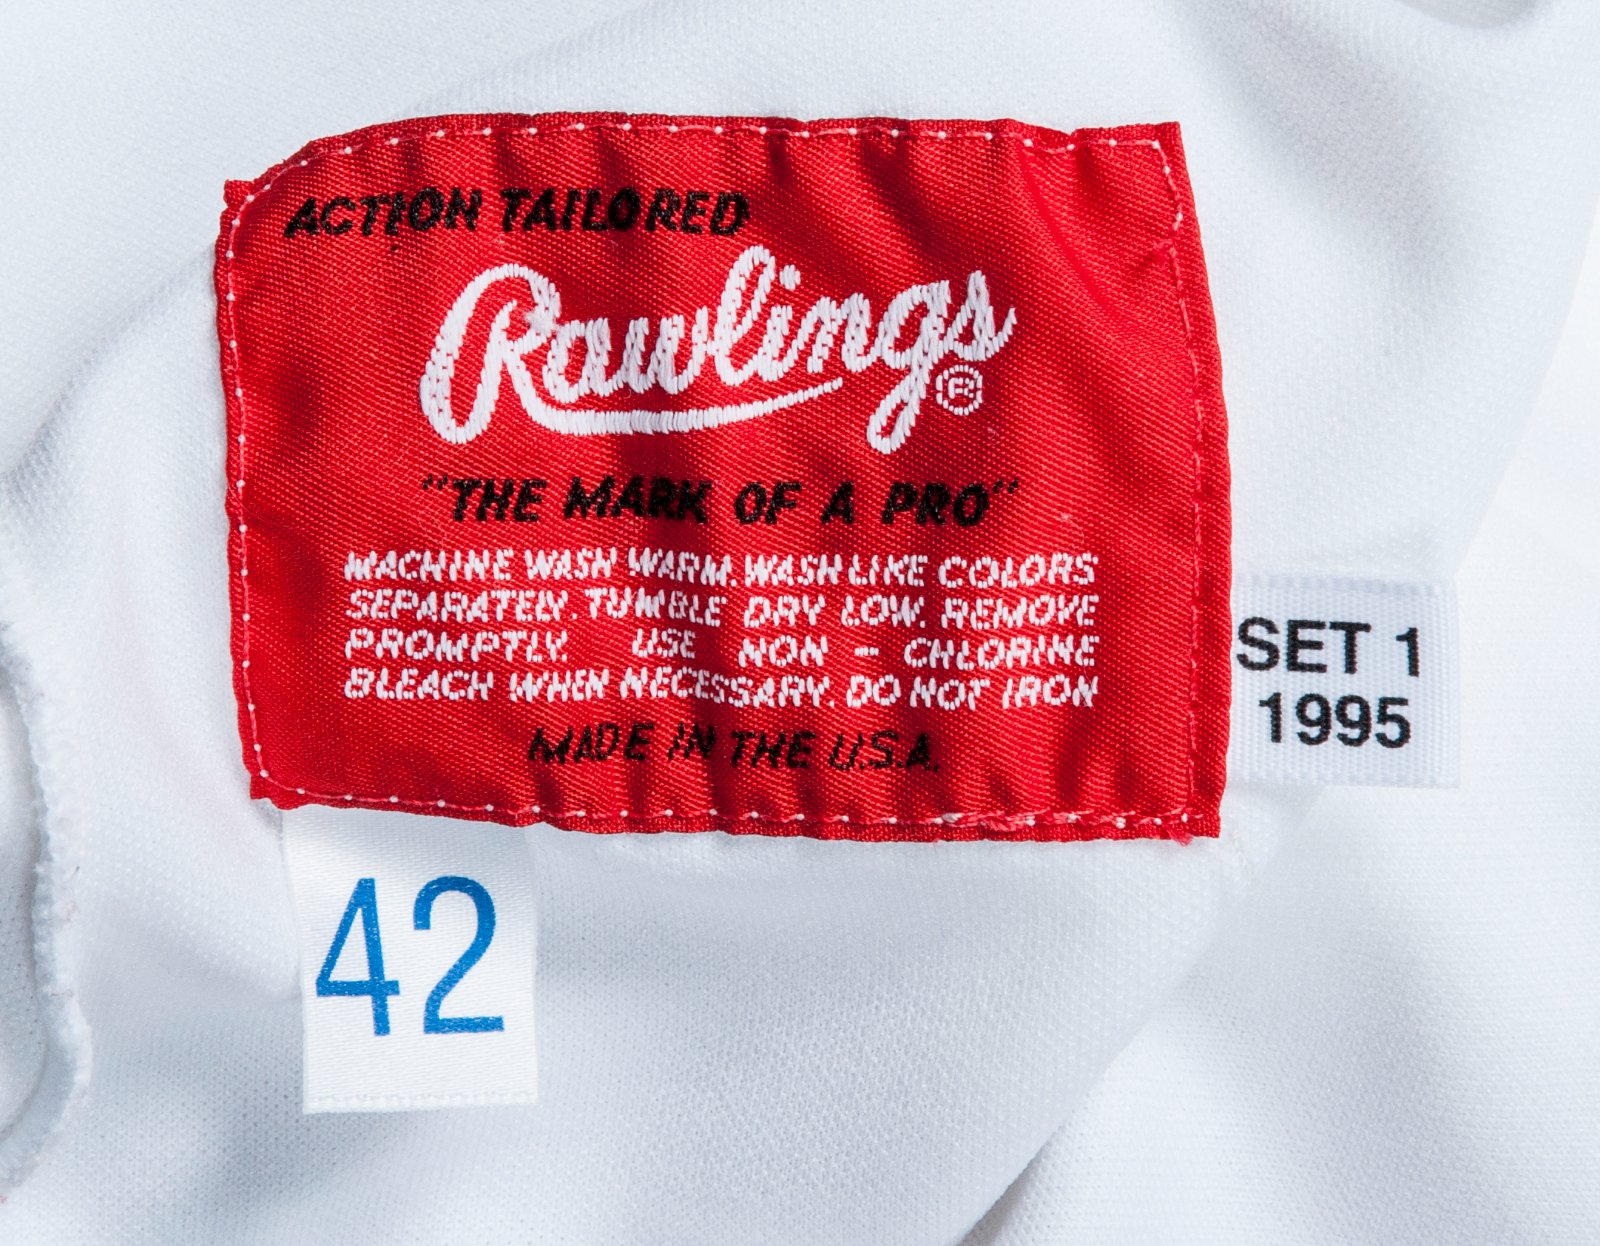 ACTION TAILORED
Rawlings®
"THE MARK OF A PRO"
MACHINE WASH WARM. WASH LIKE COLORS
SEPARATELY. TUMBLE DRY LOW. REMOVE
PROMPTLY. USE NON - CHLORINE
BLEACH WHEN NECESSARY. DO NOT IRON
MADE IN THE U.S.A.
SET 1
1995
42